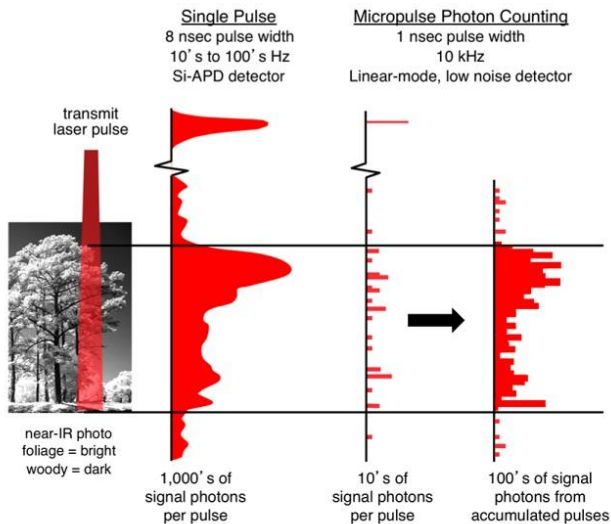 Single Pulse
8 nsec pulse width
10's to 100's Hz
Si-APD detector
Micropulse Photon Counting
1 nsec pulse width
10 kHz
Linear-mode, low noise detector
transmit
laser pulse
near-IR photo
foliage = bright
woody = dark
1,000's of
signal photons
per pulse
10's of
signal photons
per pulse
100's of signal
photons from
accumulated pulses